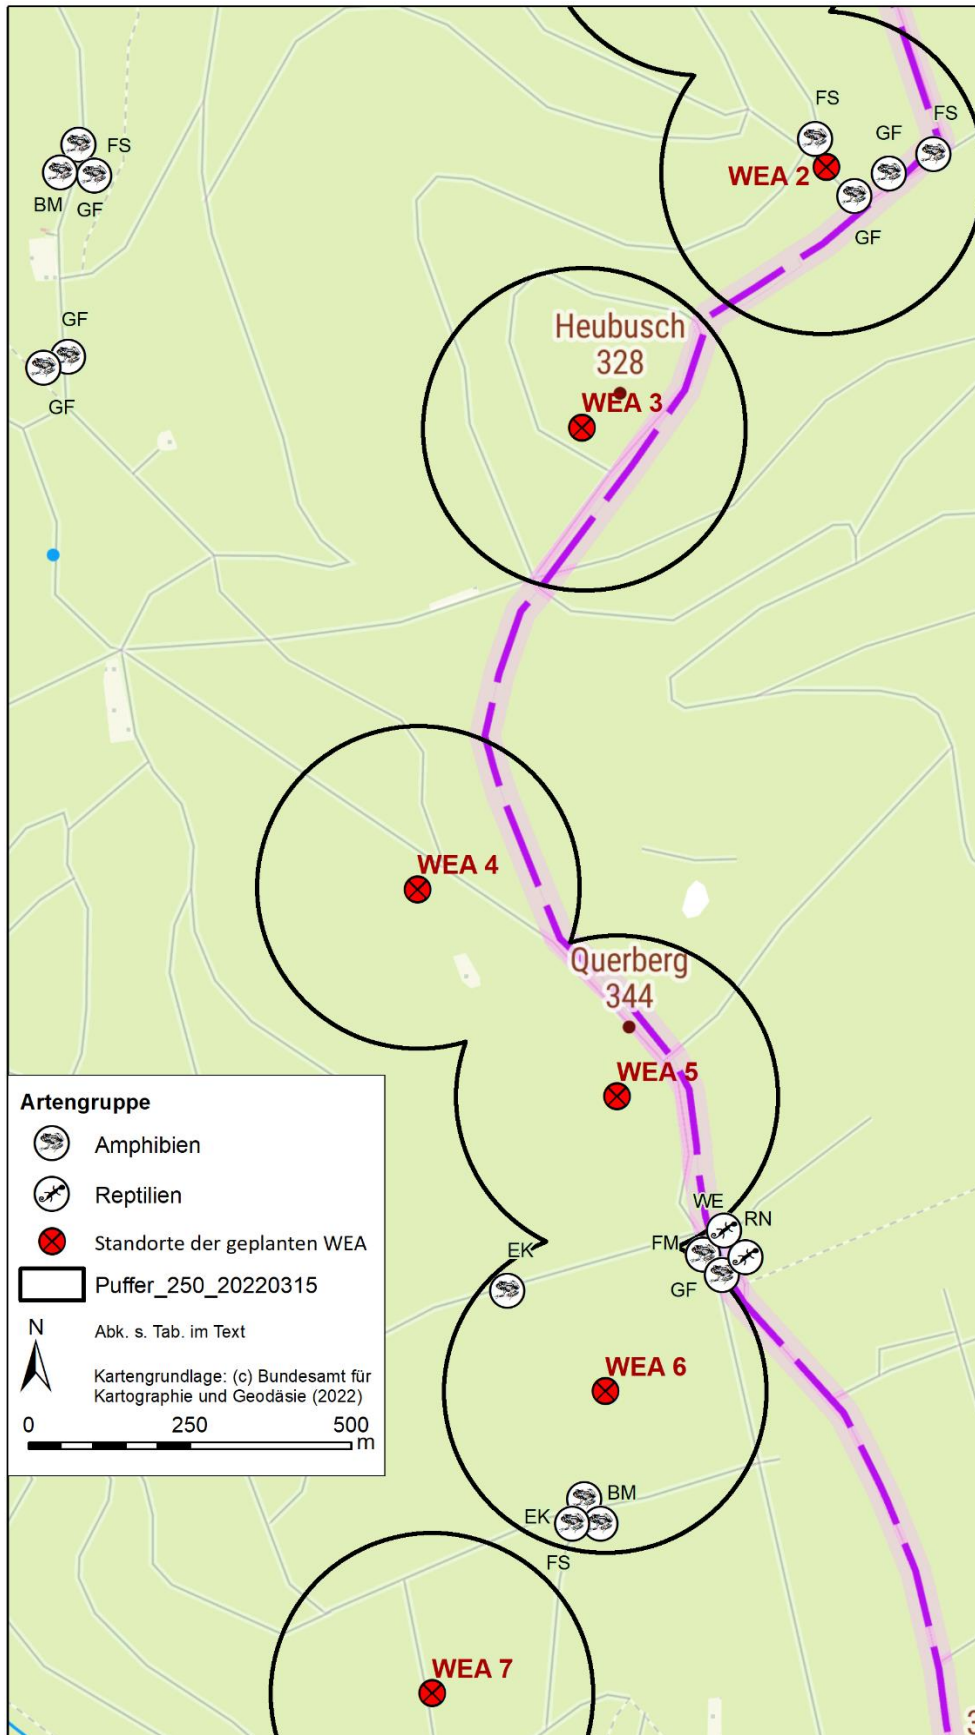 FS
FS
GF
FS
BM
GF
WEA 2
GF
GF
GF
Heubusch
328
WEA 3
WEA 4
Querberg
344
WEA 5
Artengruppe
Amphibien
Reptilien
Standorte der geplanten WEA
Puffer_250_20220315
N
Abk. s. Tab. im Text
Kartengrundlage: (c) Bundesamt für
Kartographie und Geodäsie (2022)
0 250 500
m
WE
RN
FM
EK
GF
WEA 6
BM
EK
FS
WEA 7
3